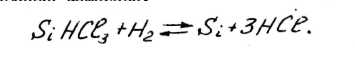 SiHCl₃ + H₂ ⇌ Si + 3HCl.